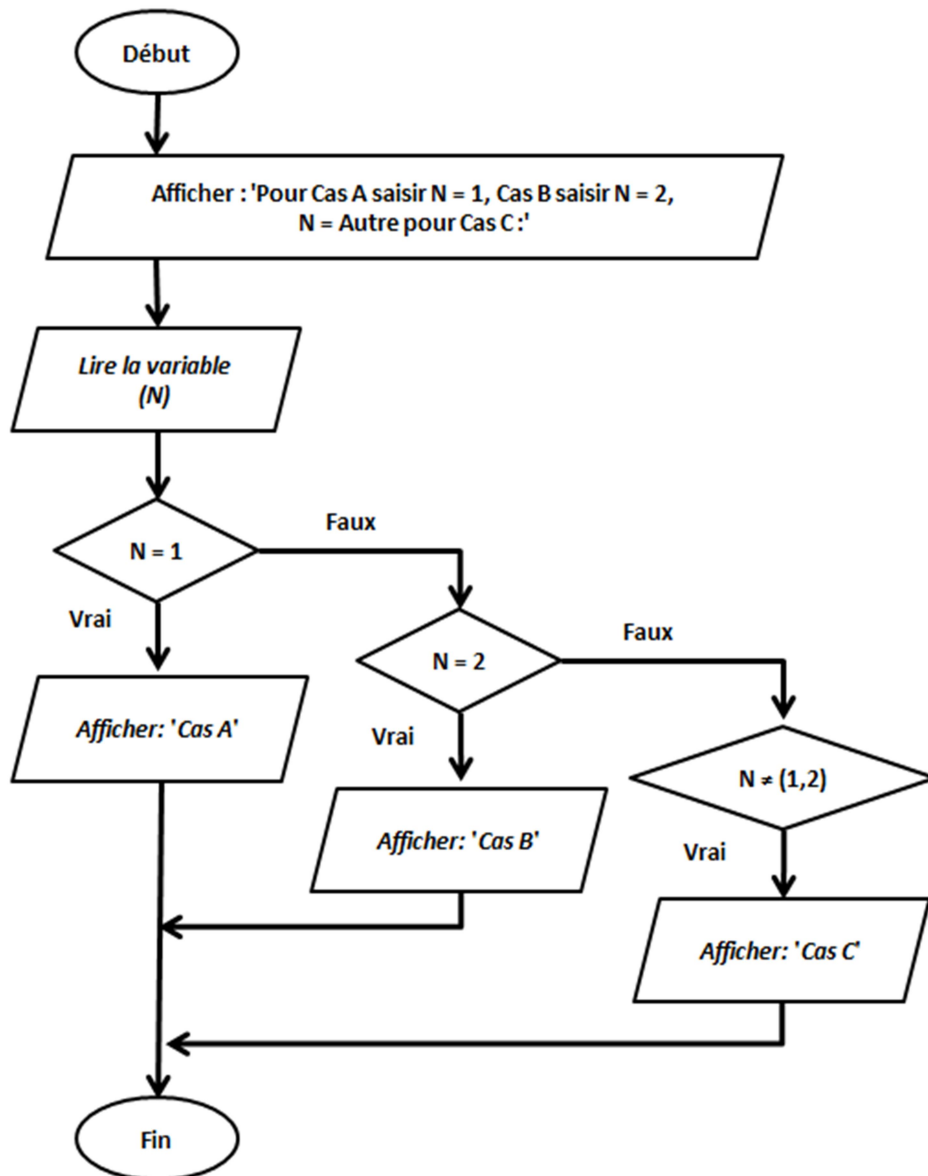 Début
Afficher : 'Pour Cas A saisir N = 1, Cas B saisir N = 2,
N = Autre pour Cas C :'
Lire la variable
(N)
N = 1
Faux
Vrai
N = 2
Faux
Afficher: 'Cas A'
Vrai
N ≠ (1,2)
Afficher: 'Cas B'
Vrai
Afficher: 'Cas C'
Fin